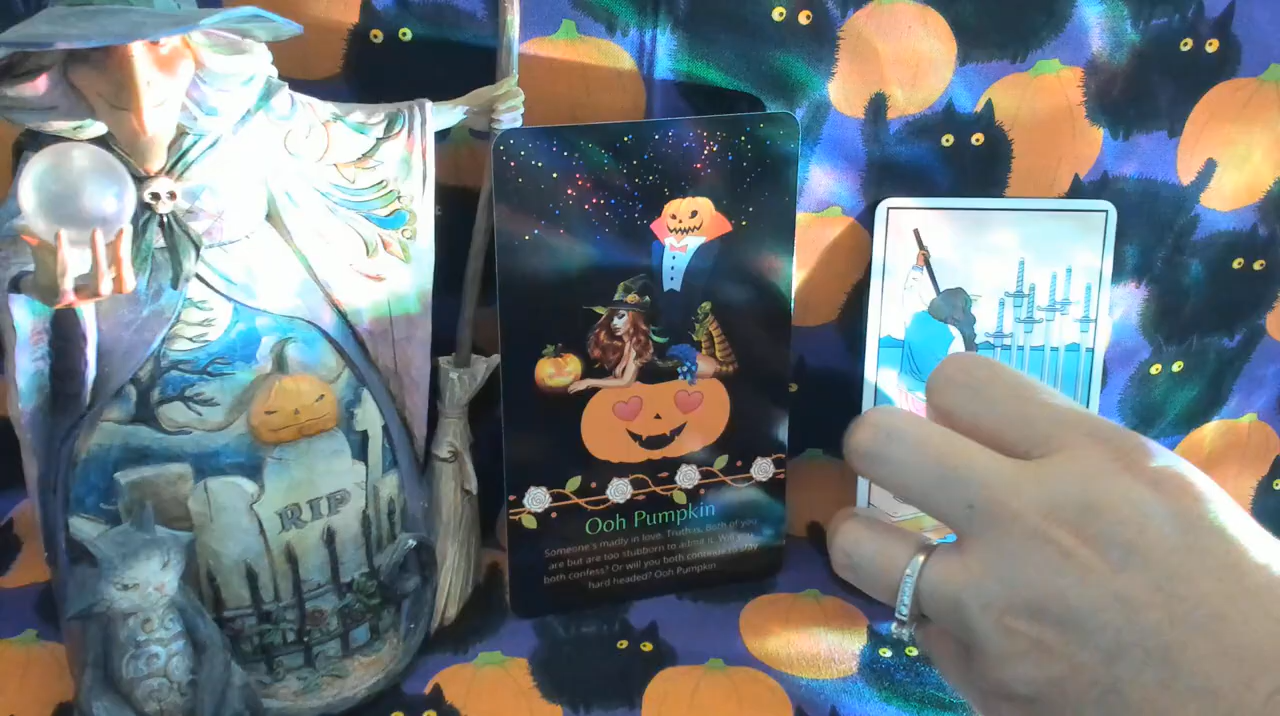 RIP
Ooh Pumpkin
Someone's madly in love. Truth is, Both of you
are but are too stubborn to admit it. Will you
both confess? Or will you both continue to stay
hard headed? Ooh Pumpkin